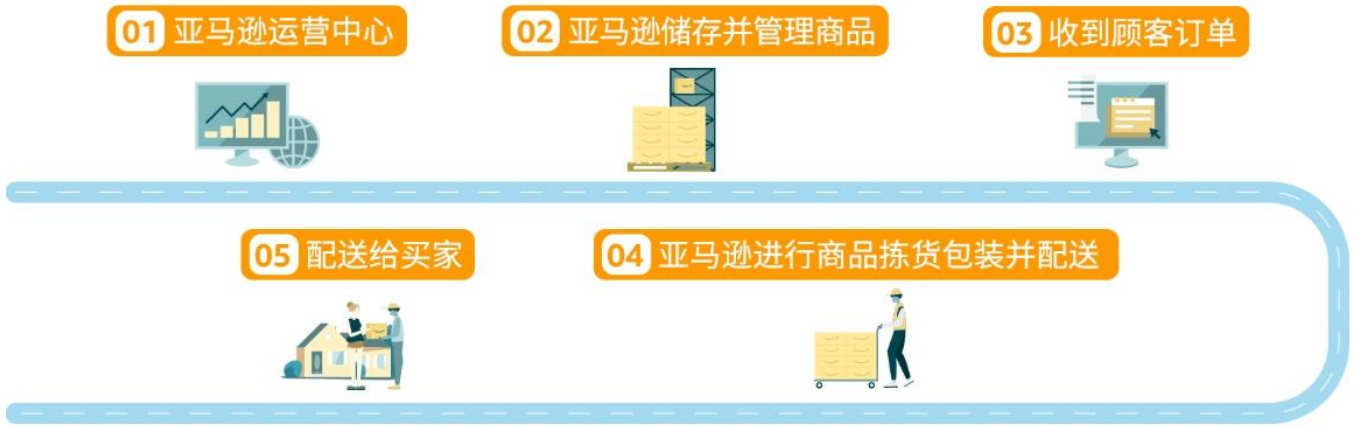 01 亚马逊运营中心
02 亚马逊储存并管理商品
03 收到顾客订单
04 亚马逊进行商品拣货包装并配送
05 配送给买家